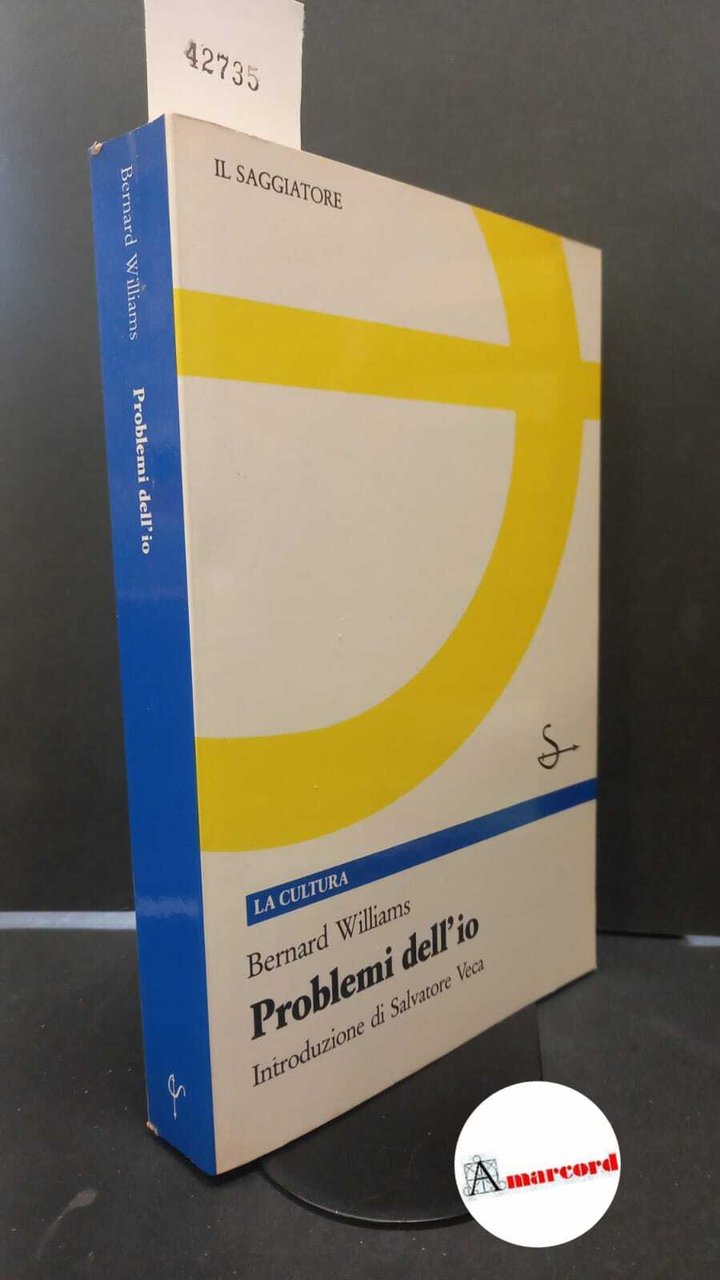 42735
IL SAGGIATORE
Bernard Williams
Problemi dell'io
LA CULTURA
Bernard Williams
Problemi dell'io
Introduzione di Salvatore Veca
Amarcord